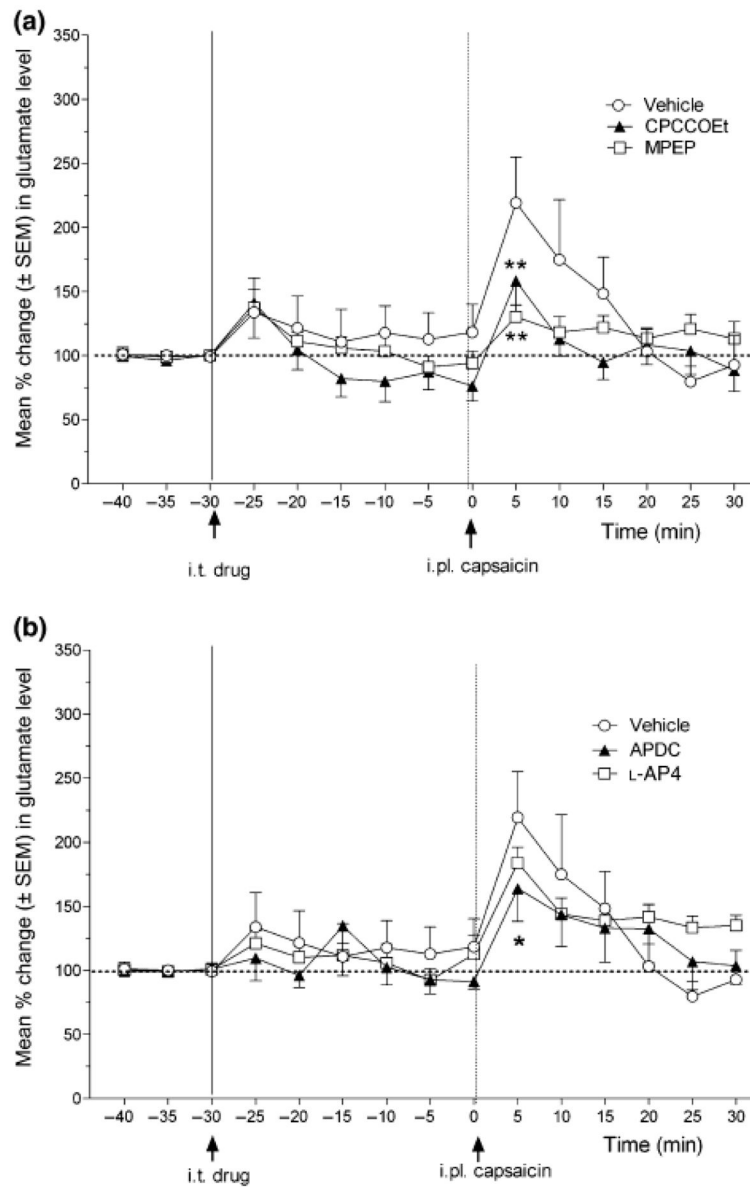 (a)
Mean % change (± SEM) in glutamate level
350
300
250
200
150
100
50
0
Vehicle
CPCCOEt
MPEP
**
**
–40 –35 –30 –25 –20 –15 –10 –5 0 5 10 15 20 25 30
Time (min)
i.t. drug
i.pl. capsaicin
(b)
Mean % change (± SEM) in glutamate level
350
300
250
200
150
100
50
0
Vehicle
APDC
L-AP4
*
–40 –35 –30 –25 –20 –15 –10 –5 0 5 10 15 20 25 30
Time (min)
i.t. drug
i.pl. capsaicin